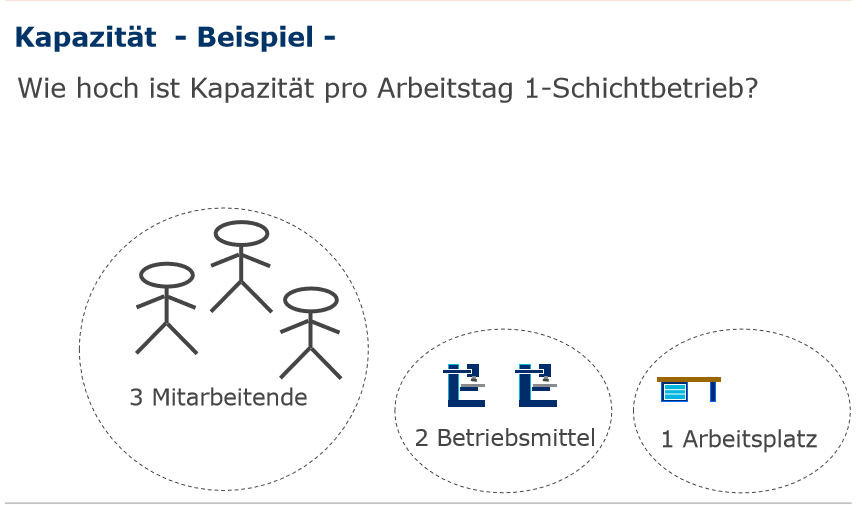 Kapazität - Beispiel -
Wie hoch ist Kapazität pro Arbeitstag 1-Schichtbetrieb?
3 Mitarbeitende
2 Betriebsmittel
1 Arbeitsplatz